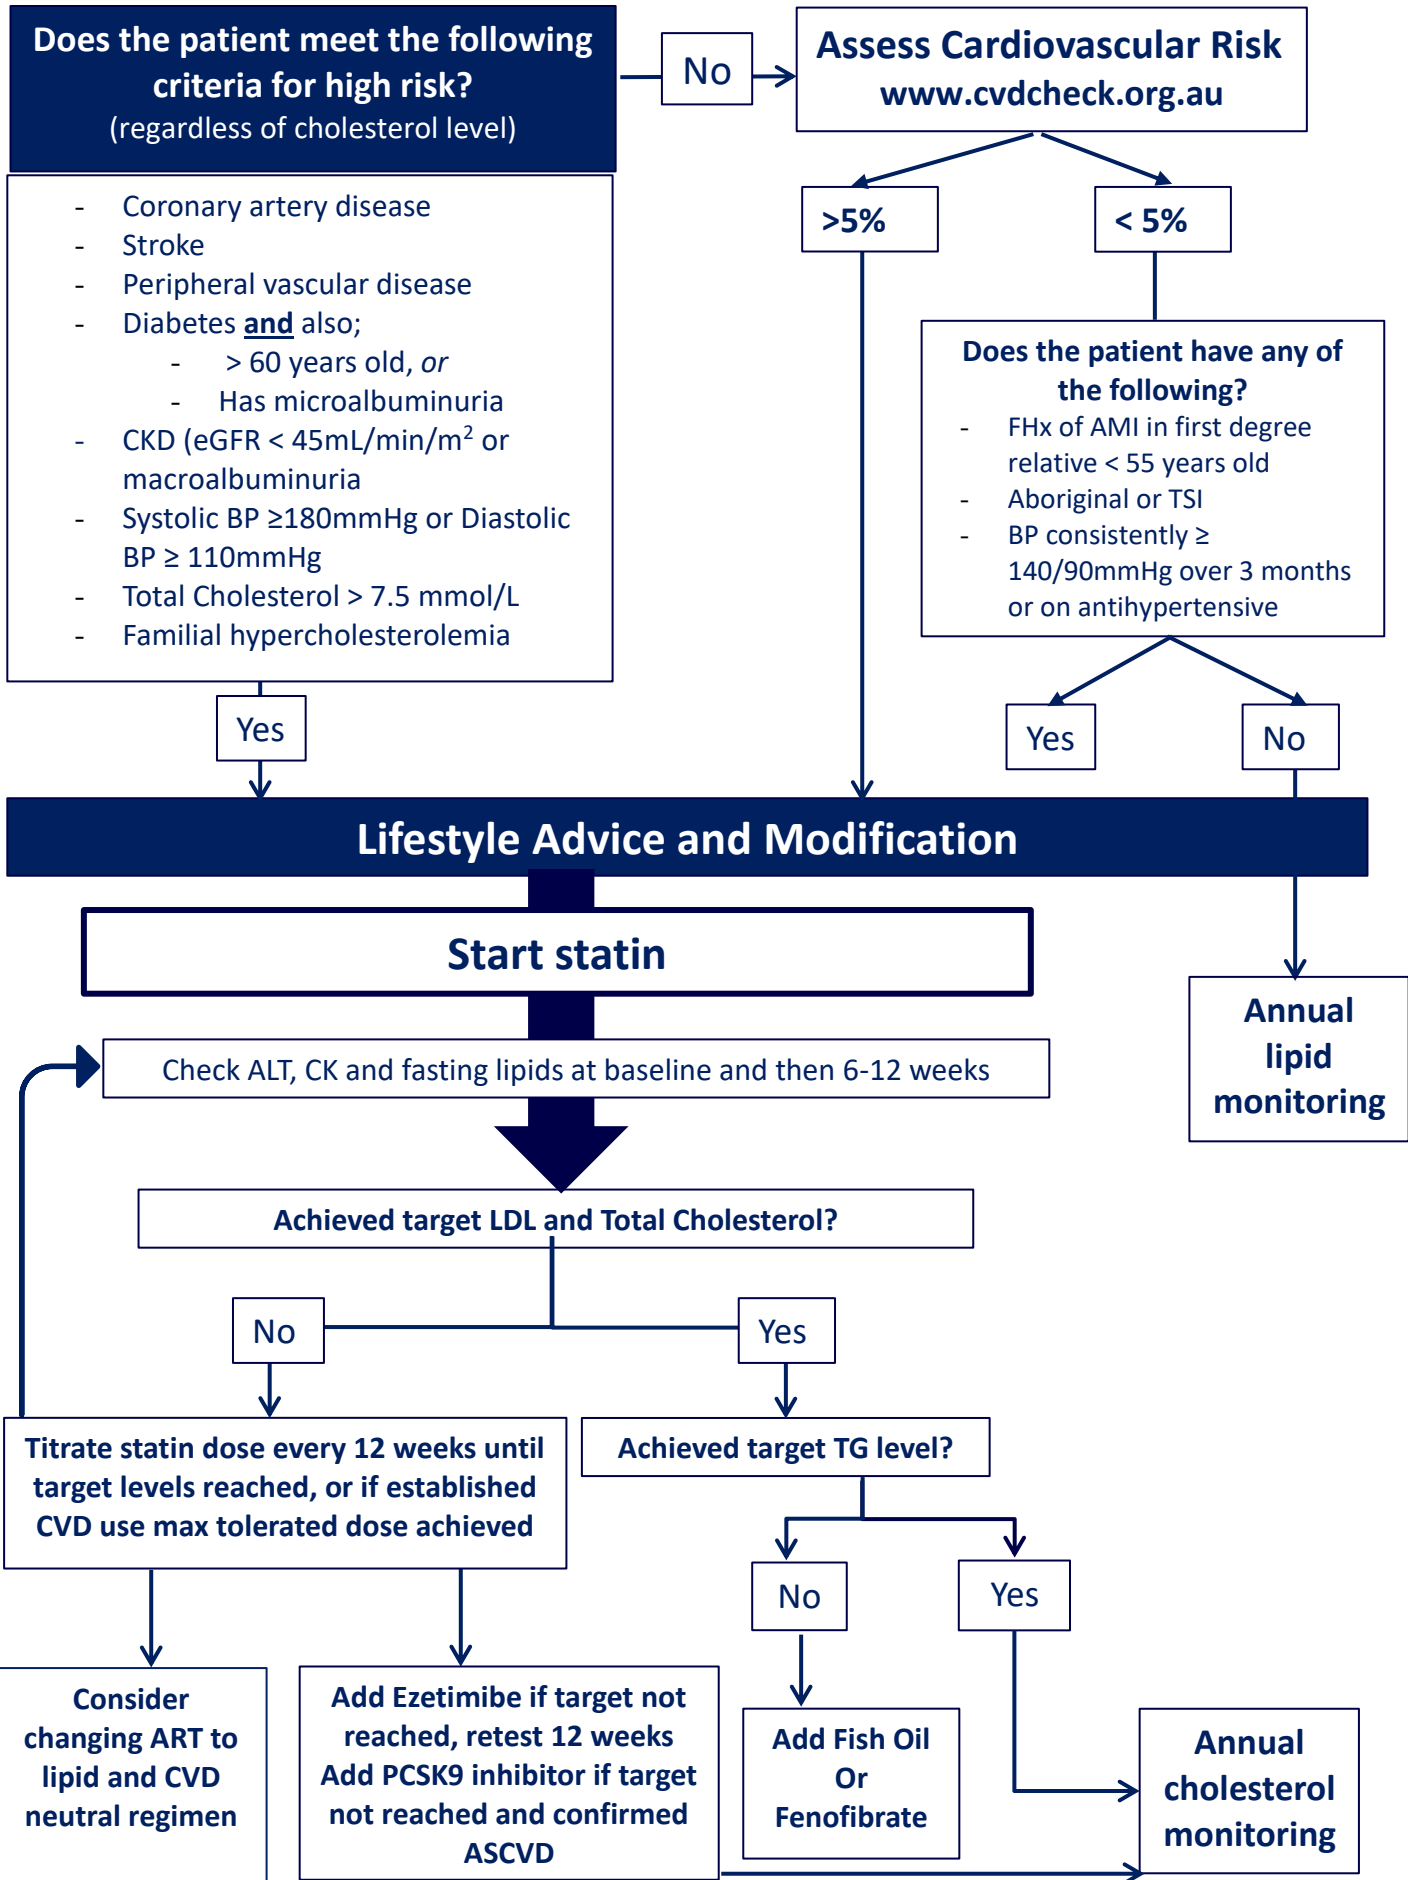 Does the patient meet the following
criteria for high risk?
(regardless of cholesterol level)
No
Assess Cardiovascular Risk
www.cvdcheck.org.au
- Coronary artery disease
- Stroke
- Peripheral vascular disease
- Diabetes and also;
- > 60 years old, or
- Has microalbuminuria
- CKD (eGFR < 45mL/min/m² or
macroalbuminuria
- Systolic BP ≥180mmHg or Diastolic
BP ≥ 110mmHg
- Total Cholesterol > 7.5 mmol/L
- Familial hypercholesterolemia
>5%
< 5%
Does the patient have any of
the following?
- FHx of AMI in first degree
relative < 55 years old
- Aboriginal or TSI
- BP consistently ≥
140/90mmHg over 3 months
or on antihypertensive
Yes
Yes
No
Lifestyle Advice and Modification
Start statin
Check ALT, CK and fasting lipids at baseline and then 6-12 weeks
Annual
lipid
monitoring
Achieved target LDL and Total Cholesterol?
No
Yes
Titrate statin dose every 12 weeks until
target levels reached, or if established
CVD use max tolerated dose achieved
Achieved target TG level?
No
Yes
Consider
changing ART to
lipid and CVD
neutral regimen
Add Ezetimibe if target not
reached, retest 12 weeks
Add PCSK9 inhibitor if target
not reached and confirmed
ASCVD
Add Fish Oil
Or
Fenofibrate
Annual
cholesterol
monitoring